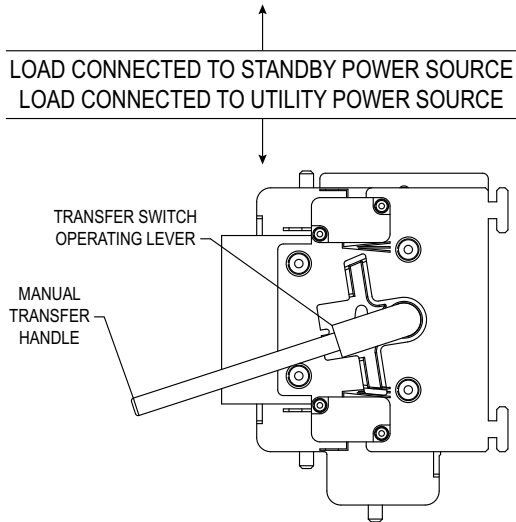 LOAD CONNECTED TO STANDBY POWER SOURCE
LOAD CONNECTED TO UTILITY POWER SOURCE
TRANSFER SWITCH
OPERATING LEVER
MANUAL
TRANSFER
HANDLE